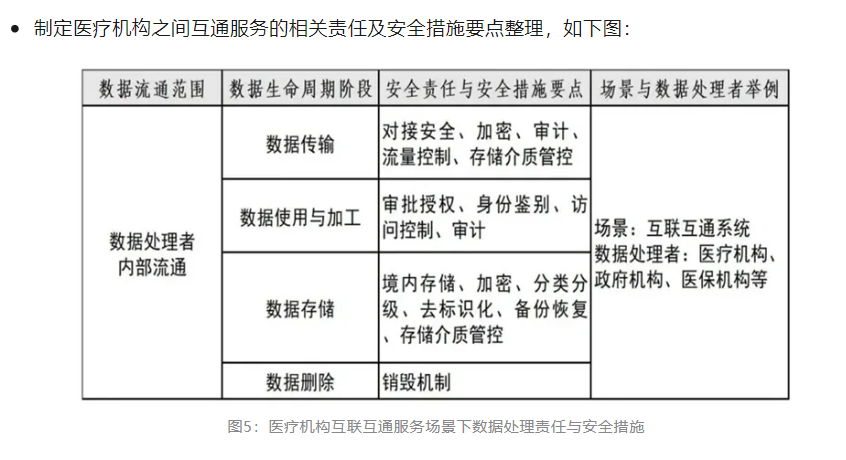 制定医疗机构之间互通服务的相关责任及安全措施要点整理，如下图：
数据流通范围 数据生命周期阶段 安全责任与安全措施要点 场景与数据处理者举例
数据处理者
内部流通
数据传输
对接安全、加密、审计、
流量控制、存储介质管控
数据使用与加工
审批授权、身份鉴别、访
问控制、审计
数据存储
境内存储、加密、分类分
级、去标识化、备份恢复
、存储介质管控
数据删除
销毁机制
场景：互联互通系统
数据处理者：医疗机构、
政府机构、医保机构等
图5：医疗机构互联互通服务场景下数据处理责任与安全措施